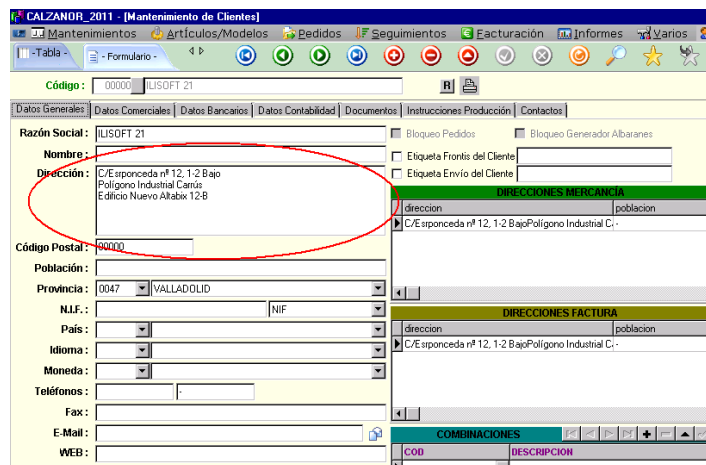 CALZANOR_2011 - [Mantenimiento de Clientes]
Mantenimientos Artículos/Modelos Pedidos Seguimientos Facturación Informes Varios
-Tabla - - Formulario -
Código : 00000 ILISOFT 21 R
Datos Generales Datos Comerciales Datos Bancarios Datos Contabilidad Documentos Instrucciones Producción Contactos
Razón Social : ILISOFT 21 Bloqueo Pedidos Bloqueo Generador Albaranes
Nombre : Etiqueta Frontis del Cliente
Dirección : C/Esponceda nº 12, 1-2 Bajo Etiqueta Envío del Cliente
Polígono Industrial Carrús
Edificio Nuevo Altabix 12-B
DIRECCIONES MERCANCÍA
direccion poblacion
C/Esponceda nº 12, 1-2 BajoPolígono Industrial C. -
Código Postal : 00000
Población :
Provincia : 0047 VALLADOLID
N.I.F. : NIF
DIRECCIONES FACTURA
País : direccion poblacion
Idioma : C/Esponceda nº 12, 1-2 BajoPolígono Industrial C. -
Moneda :
Teléfonos : -
Fax :
E-Mail : COMBINACIONES
WEB : COD DESCRIPCION